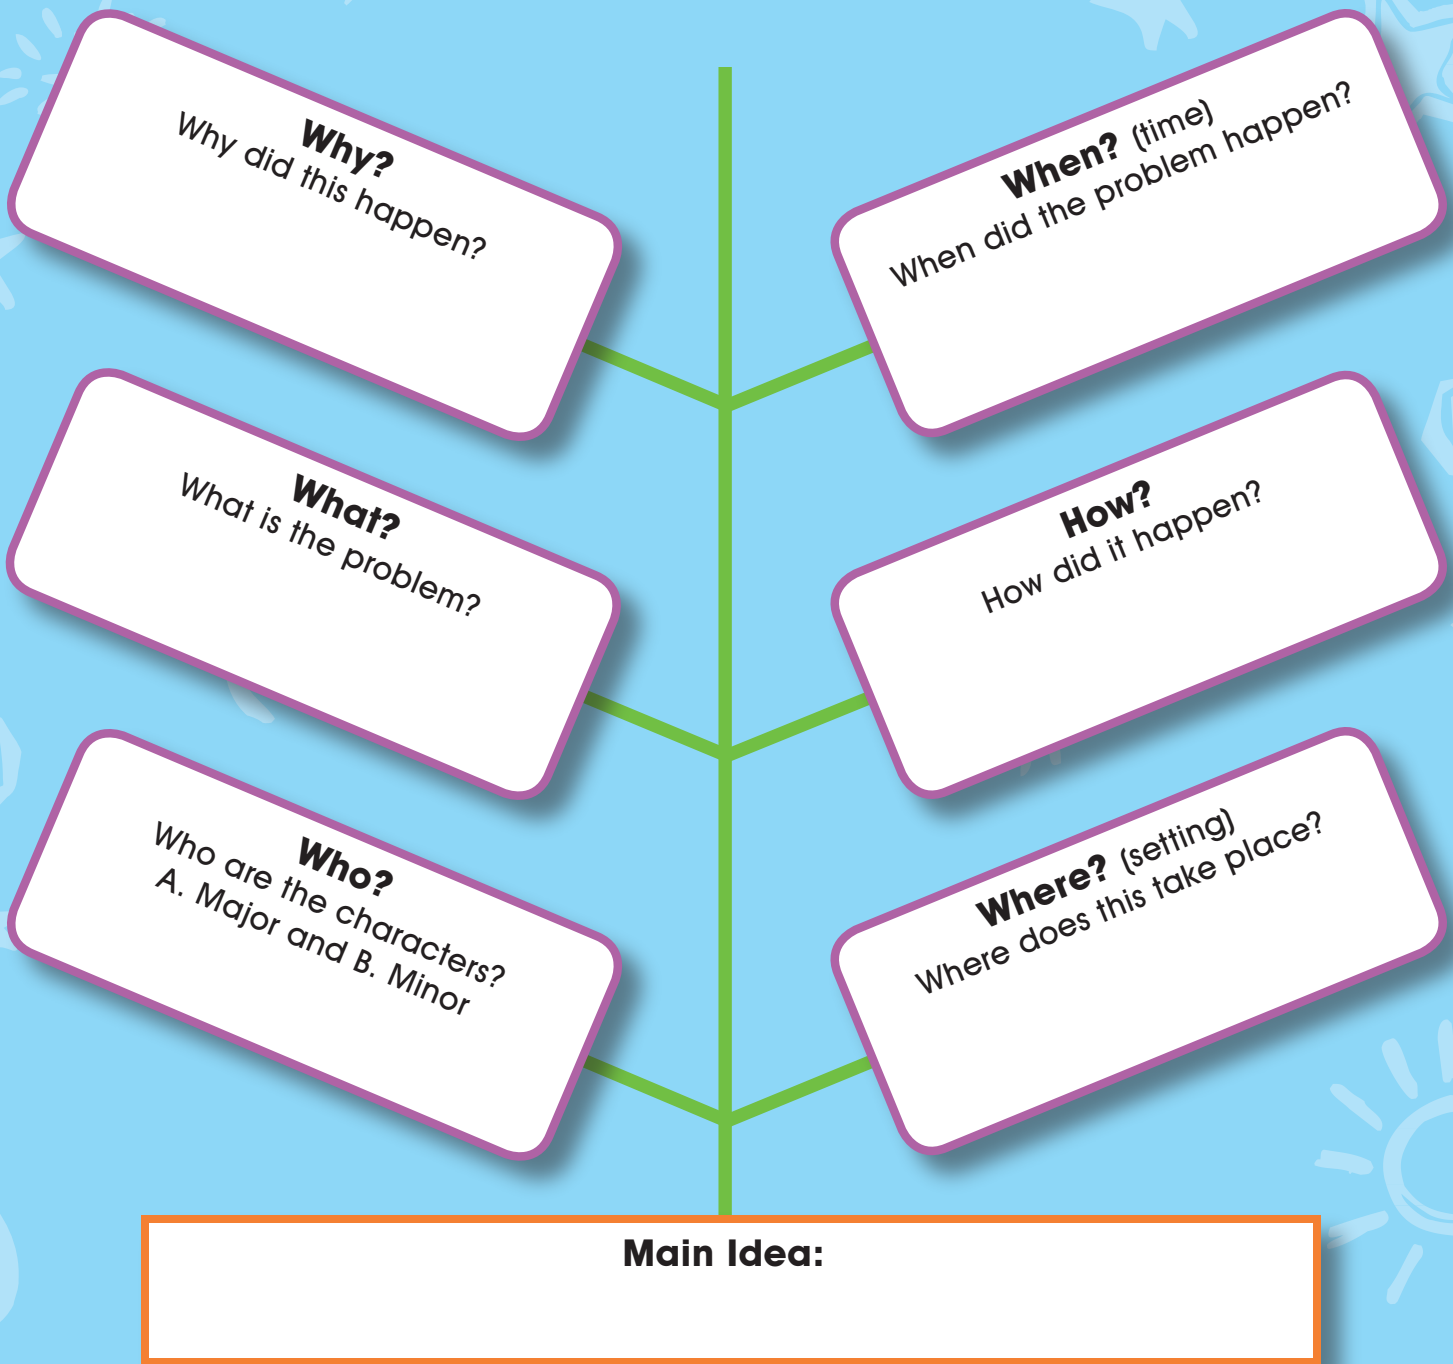 Why?
Why did this happen?
When? (time)
When did the problem happen?
What?
What is the problem?
How?
How did it happen?
Who?
Who are the characters?
A. Major and B. Minor
Where? (setting)
Where does this take place?
Main Idea: